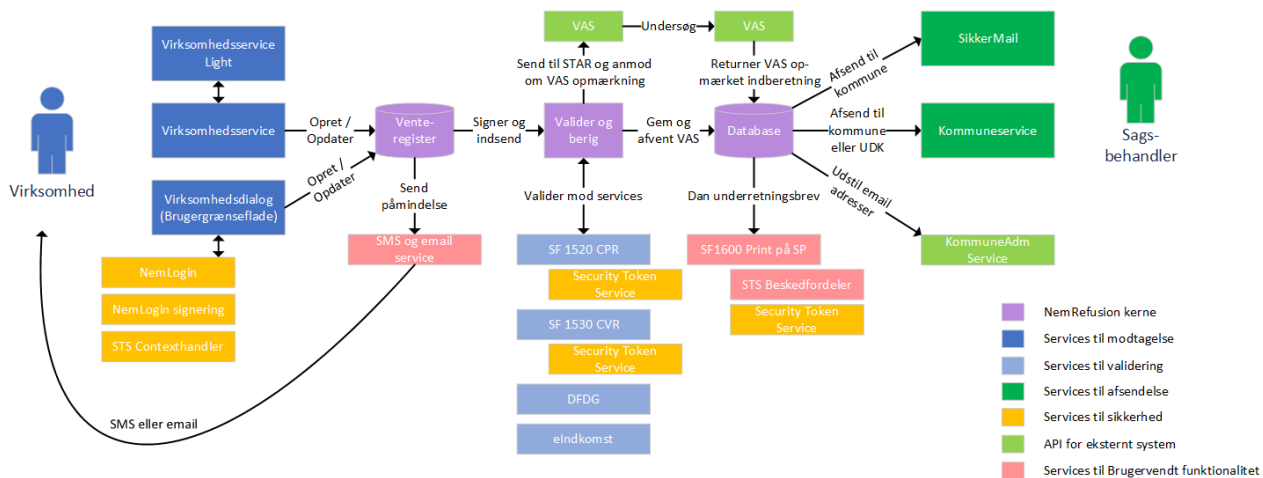 Virksomhedsservice
Light
Virksomhedsservice
Virksomhed
Virksomhedsdialog
(Brugergrænseflade)
NemLogin
NemLogin signering
STS Contexthandler
Opret /
Opdater
Opret /
Opdater
Vente-
register
Send
påmindelse
SMS og email
service
SMS eller email
Signer og
indsend
VAS
Undersøg
VAS
Send til STAR og anmod
om VAS opmærkning
Returner VAS op-
mærket indberetning
Valider og
berig
Gem og
afvent VAS
Database
Valider mod services
Dan underretningsbrev
SF 1520 CPR
Security Token
Service
SF 1530 CVR
Security Token
Service
DFDG
eIndkomst
SF1600 Print på SP
STS Beskedfordeler
Security Token
Service
Afsend til
kommune
Afsend til
kommune
eller UDK
Udstil email
adresser
SikkerMail
Kommuneservice
KommuneAdm
Service
Sags-
behandler
NemRefusion kerne
Services til modtagelse
Services til validering
Services til afsendelse
Services til sikkerhed
API for eksternt system
Services til Brugervendt funktionalitet